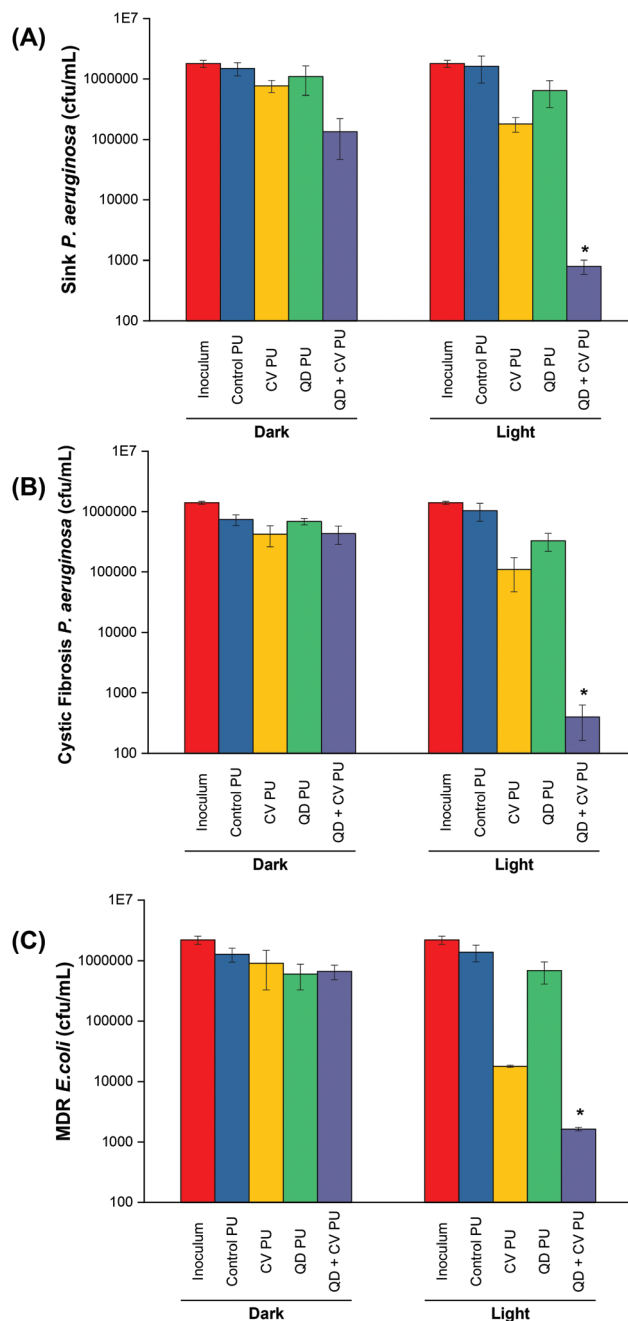 (A)
Sink P. aeruginosa (cfu/mL)
1E7
1000000
100000
10000
1000
100
Inoculum
Control PU
CV PU
QD PU
QD + CV PU
Dark
*
Inoculum
Control PU
CV PU
QD PU
QD + CV PU
Light
(B)
Cystic Fibrosis P. aeruginosa (cfu/mL)
1E7
1000000
100000
10000
1000
100
Inoculum
Control PU
CV PU
QD PU
QD + CV PU
Dark
*
Inoculum
Control PU
CV PU
QD PU
QD + CV PU
Light
(C)
MDR E.coli (cfu/mL)
1E7
1000000
100000
10000
1000
100
Inoculum
Control PU
CV PU
QD PU
QD + CV PU
Dark
*
Inoculum
Control PU
CV PU
QD PU
QD + CV PU
Light